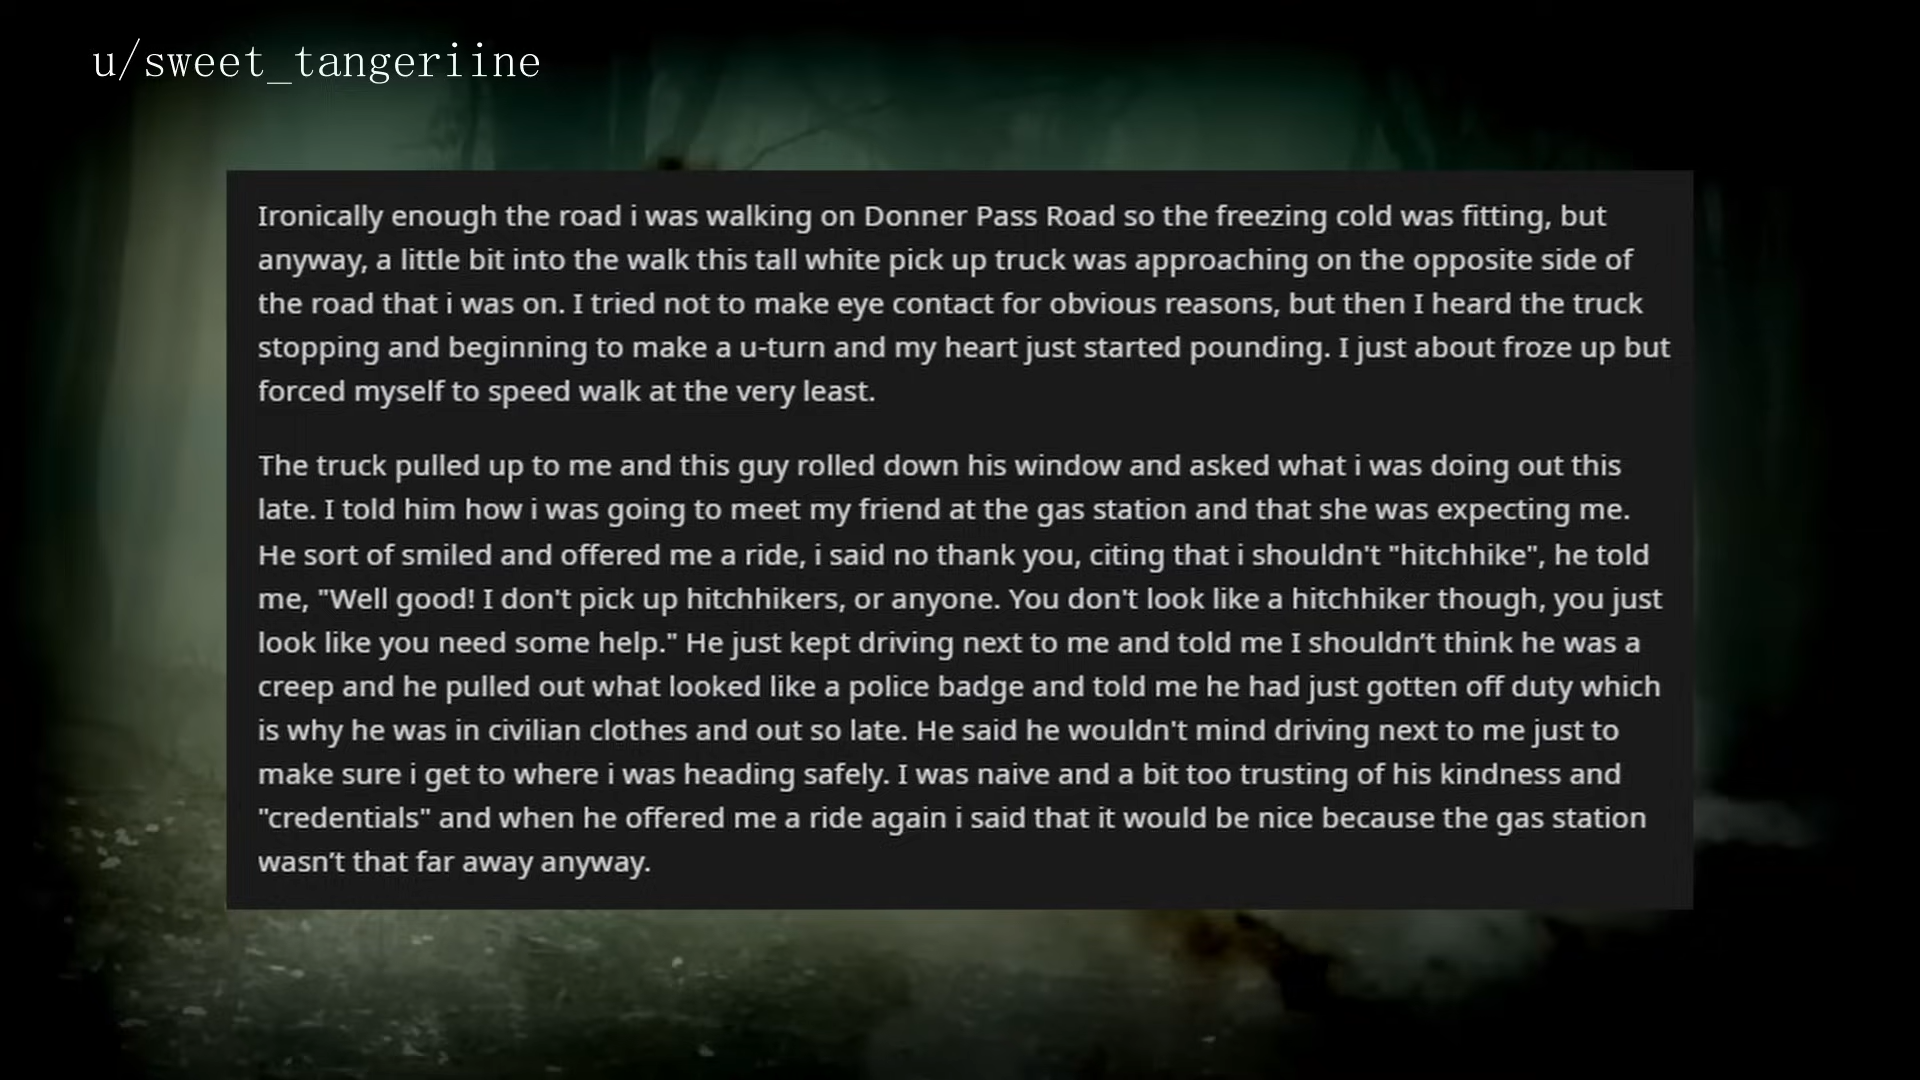 u/sweet_tangeriine
Ironically enough the road i was walking on Donner Pass Road so the freezing cold was fitting, but
anyway, a little bit into the walk this tall white pick up truck was approaching on the opposite side of
the road that i was on. I tried not to make eye contact for obvious reasons, but then I heard the truck
stopping and beginning to make a u-turn and my heart just started pounding. I just about froze up but
forced myself to speed walk at the very least.
The truck pulled up to me and this guy rolled down his window and asked what i was doing out this
late. I told him how i was going to meet my friend at the gas station and that she was expecting me.
He sort of smiled and offered me a ride, i said no thank you, citing that i shouldn't "hitchhike", he told
me, "Well good! I don't pick up hitchhikers, or anyone. You don't look like a hitchhiker though, you just
look like you need some help." He just kept driving next to me and told me I shouldn’t think he was a
creep and he pulled out what looked like a police badge and told me he had just gotten off duty which
is why he was in civilian clothes and out so late. He said he wouldn't mind driving next to me just to
make sure i get to where i was heading safely. I was naive and a bit too trusting of his kindness and
"credentials" and when he offered me a ride again i said that it would be nice because the gas station
wasn’t that far away anyway.